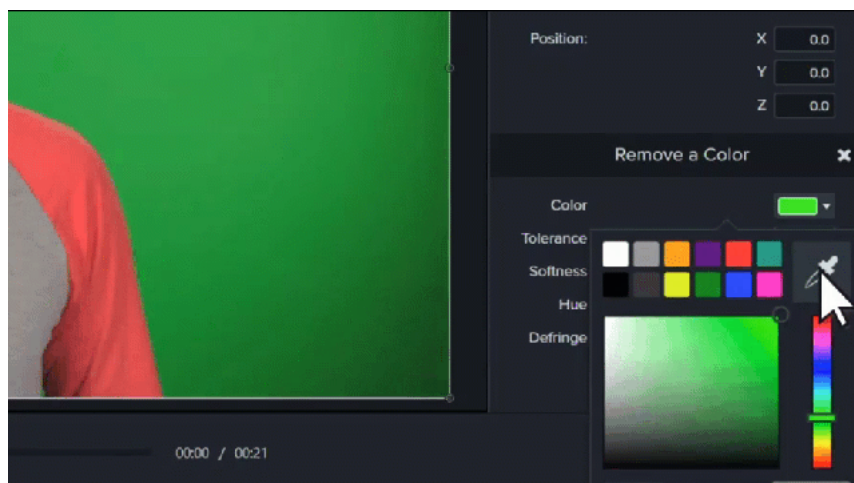 Position: X 0.0
Y 0.0
Z 0.0
Remove a Color
Color
Tolerance
Softness
Hue
Defringe
00:00 / 00:21